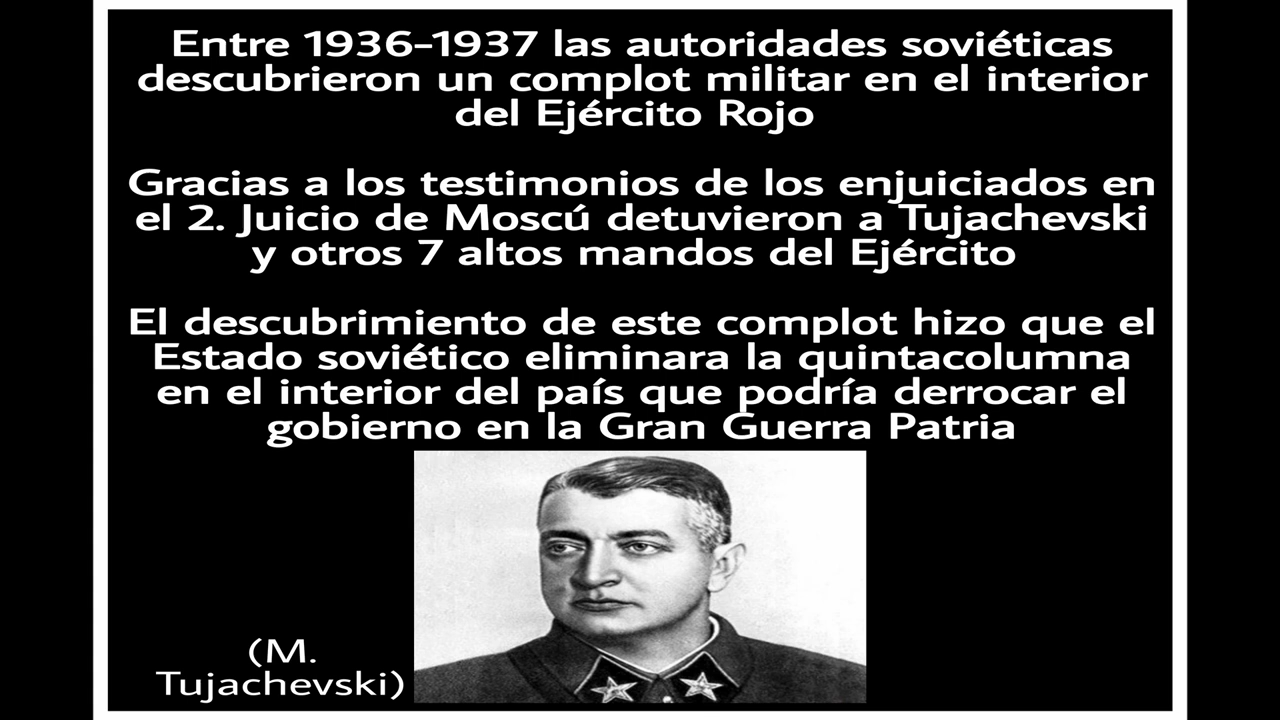 Entre 1936-1937 las autoridades soviéticas
descubrieron un complot militar en el interior
del Ejército Rojo
Gracias a los testimonios de los enjuiciados en
el 2. Juicio de Moscú detuvieron a Tujachevski
y otros 7 altos mandos del Ejército
El descubrimiento de este complot hizo que el
Estado soviético eliminara la quintacolumna
en el interior del país que podría derrocar el
gobierno en la Gran Guerra Patria
(M.
Tujachevski)